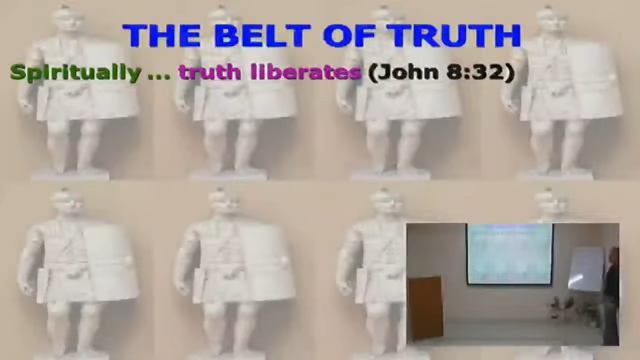 THE BELT OF TRUTH
Spiritually ... truth liberates (John 8:32)